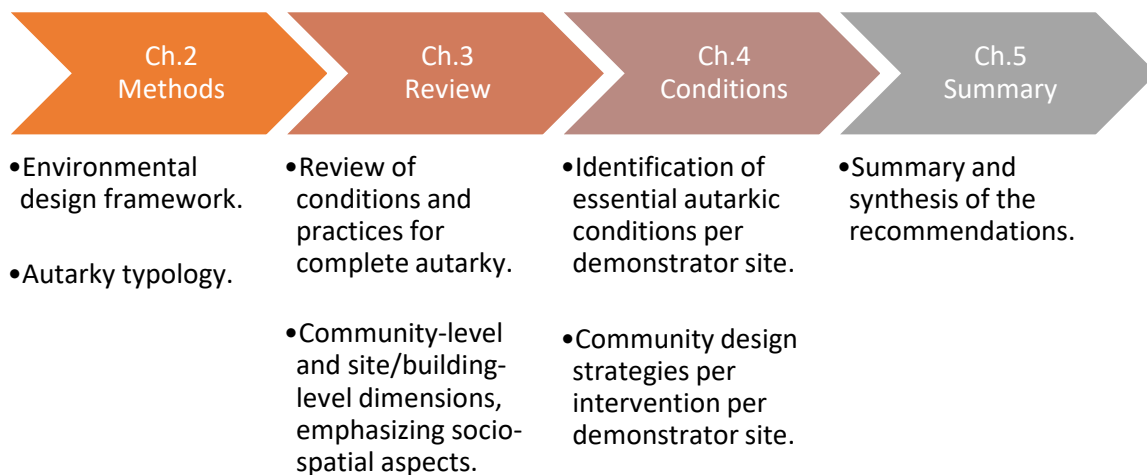 Ch.2
Methods
Ch.3
Review
Ch.4
Conditions
Ch.5
Summary
•Environmental
design framework.
•Autarky typology.
•Review of
conditions and
practices for
complete autarky.
•Community-level
and site/building-
level dimensions,
emphasizing socio-
spatial aspects.
•Identification of
essential autarkic
conditions per
demonstrator site.
•Community design
strategies per
intervention per
demonstrator site.
•Summary and
synthesis of the
recommendations.